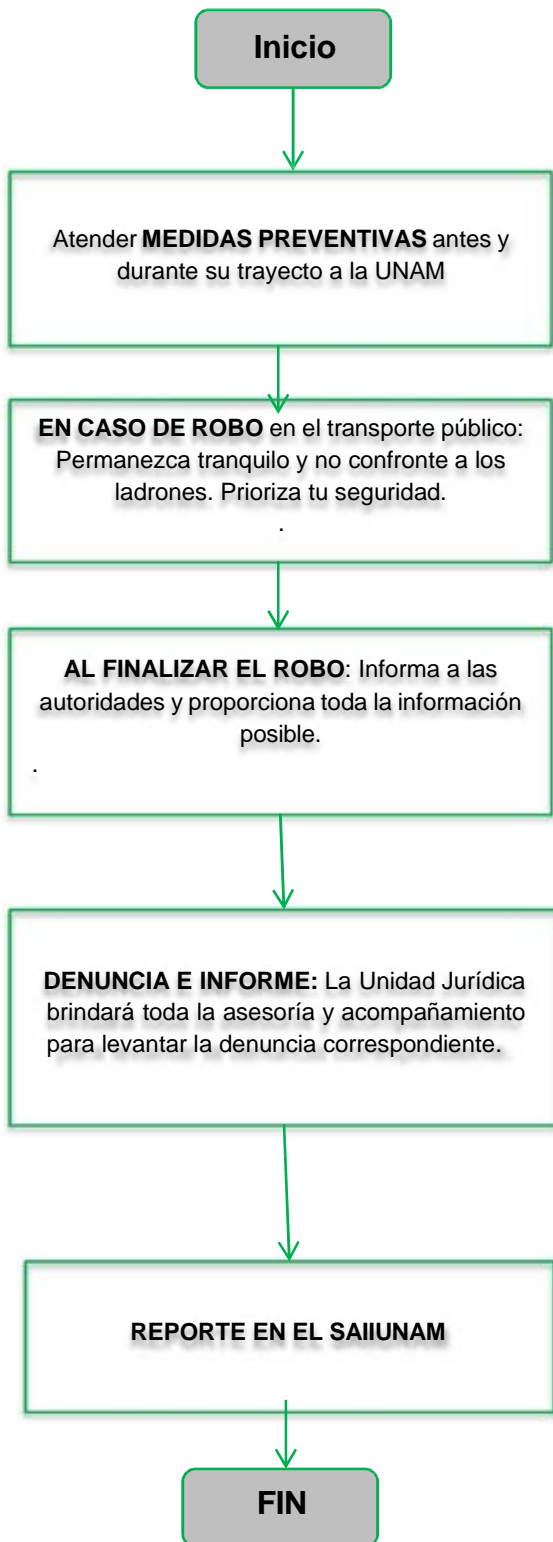 Inicio
Atender MEDIDAS PREVENTIVAS antes y
durante su trayecto a la UNAM
EN CASO DE ROBO en el transporte público:
Permanezca tranquilo y no confronte a los
ladrones. Prioriza tu seguridad.
.
AL FINALIZAR EL ROBO: Informa a las
autoridades y proporciona toda la información
posible.
.
DENUNCIA E INFORME: La Unidad Jurídica
brindará toda la asesoría y acompañamiento
para levantar la denuncia correspondiente.
REPORTE EN EL SAIIUNAM
FIN